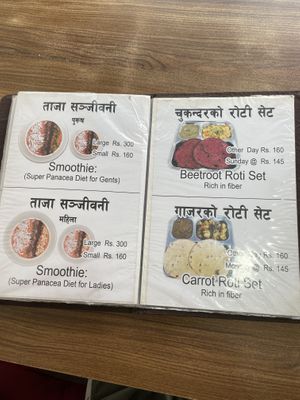 ताजा सञ्जीवनी
पुरूष
Large Rs. 300
Small Rs. 160
Smoothie:
(Super Panacea Diet for Gents)
ताजा सञ्जीवनी
महिला
Large Rs. 300
Small Rs. 160
Smoothie:
(Super Panacea Diet for Ladies)
चुकन्दरको रोटी सेट
Other Day Rs. 160
Sunday @ Rs. 145
Beetroot Roti Set
Rich in fiber
गाजरको रोटी सेट
Other Day Rs. 160
@ Rs. 145
Carrot Roti Set
Rich in fiber